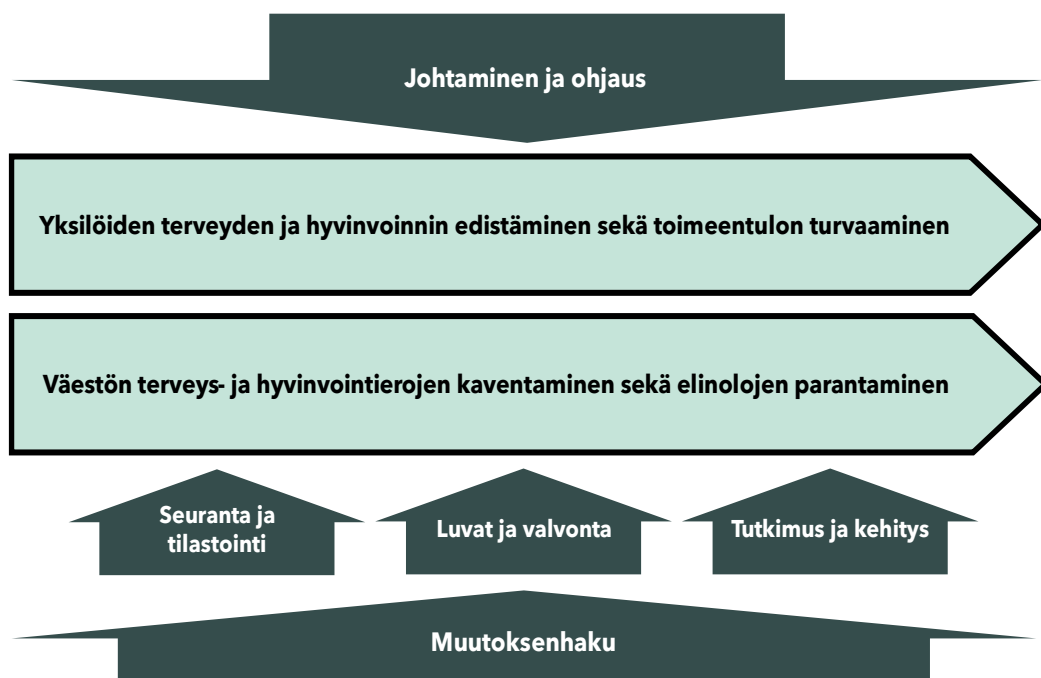 Johtaminen ja ohjaus
Yksilöiden terveyden ja hyvinvoinnin edistäminen sekä toimeentulon turvaaminen
Väestön terveys- ja hyvinvointierojen kaventaminen sekä elinolojen parantaminen
Seuranta ja
tilastointi
Luvat ja valvonta
Tutkimus ja kehitys
Muutoksenhaku